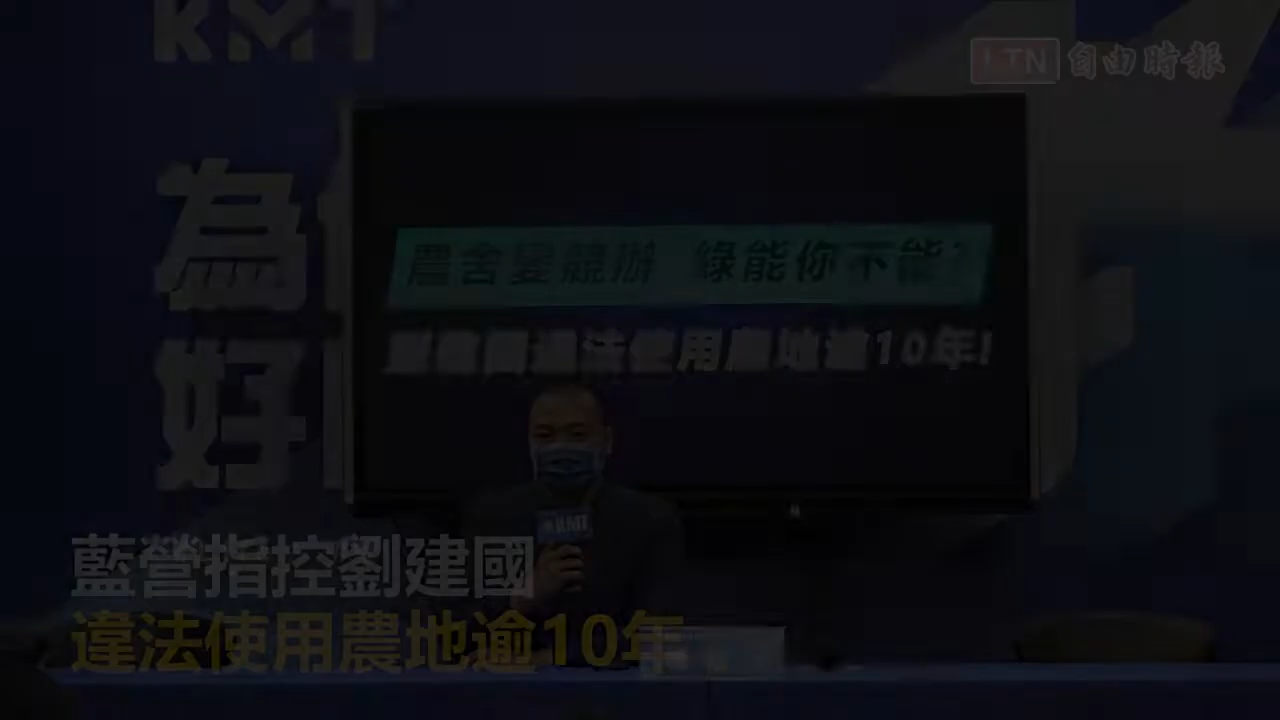 KMT
LTN 自由時報
為
好
農舍變競辦 綠能你不能?
違法使用農地逾10年!
KMT
藍營指控劉建國
違法使用農地逾10年